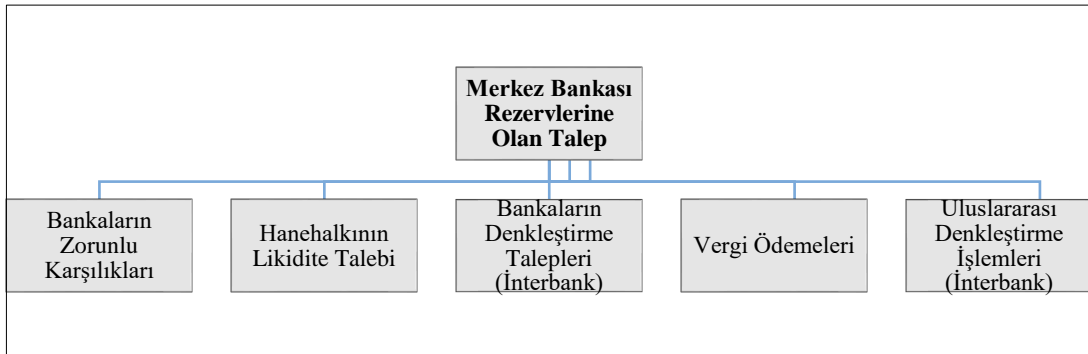 Merkez Bankası
Rezervlerine
Olan Talep
Bankaların
Zorunlu
Karşılıkları
Hanehalkının
Likidite Talebi
Bankaların
Denkleştirme
Talepleri
(İnterbank)
Vergi Ödemeleri
Uluslararası
Denkleştirme
İşlemleri
(İnterbank)